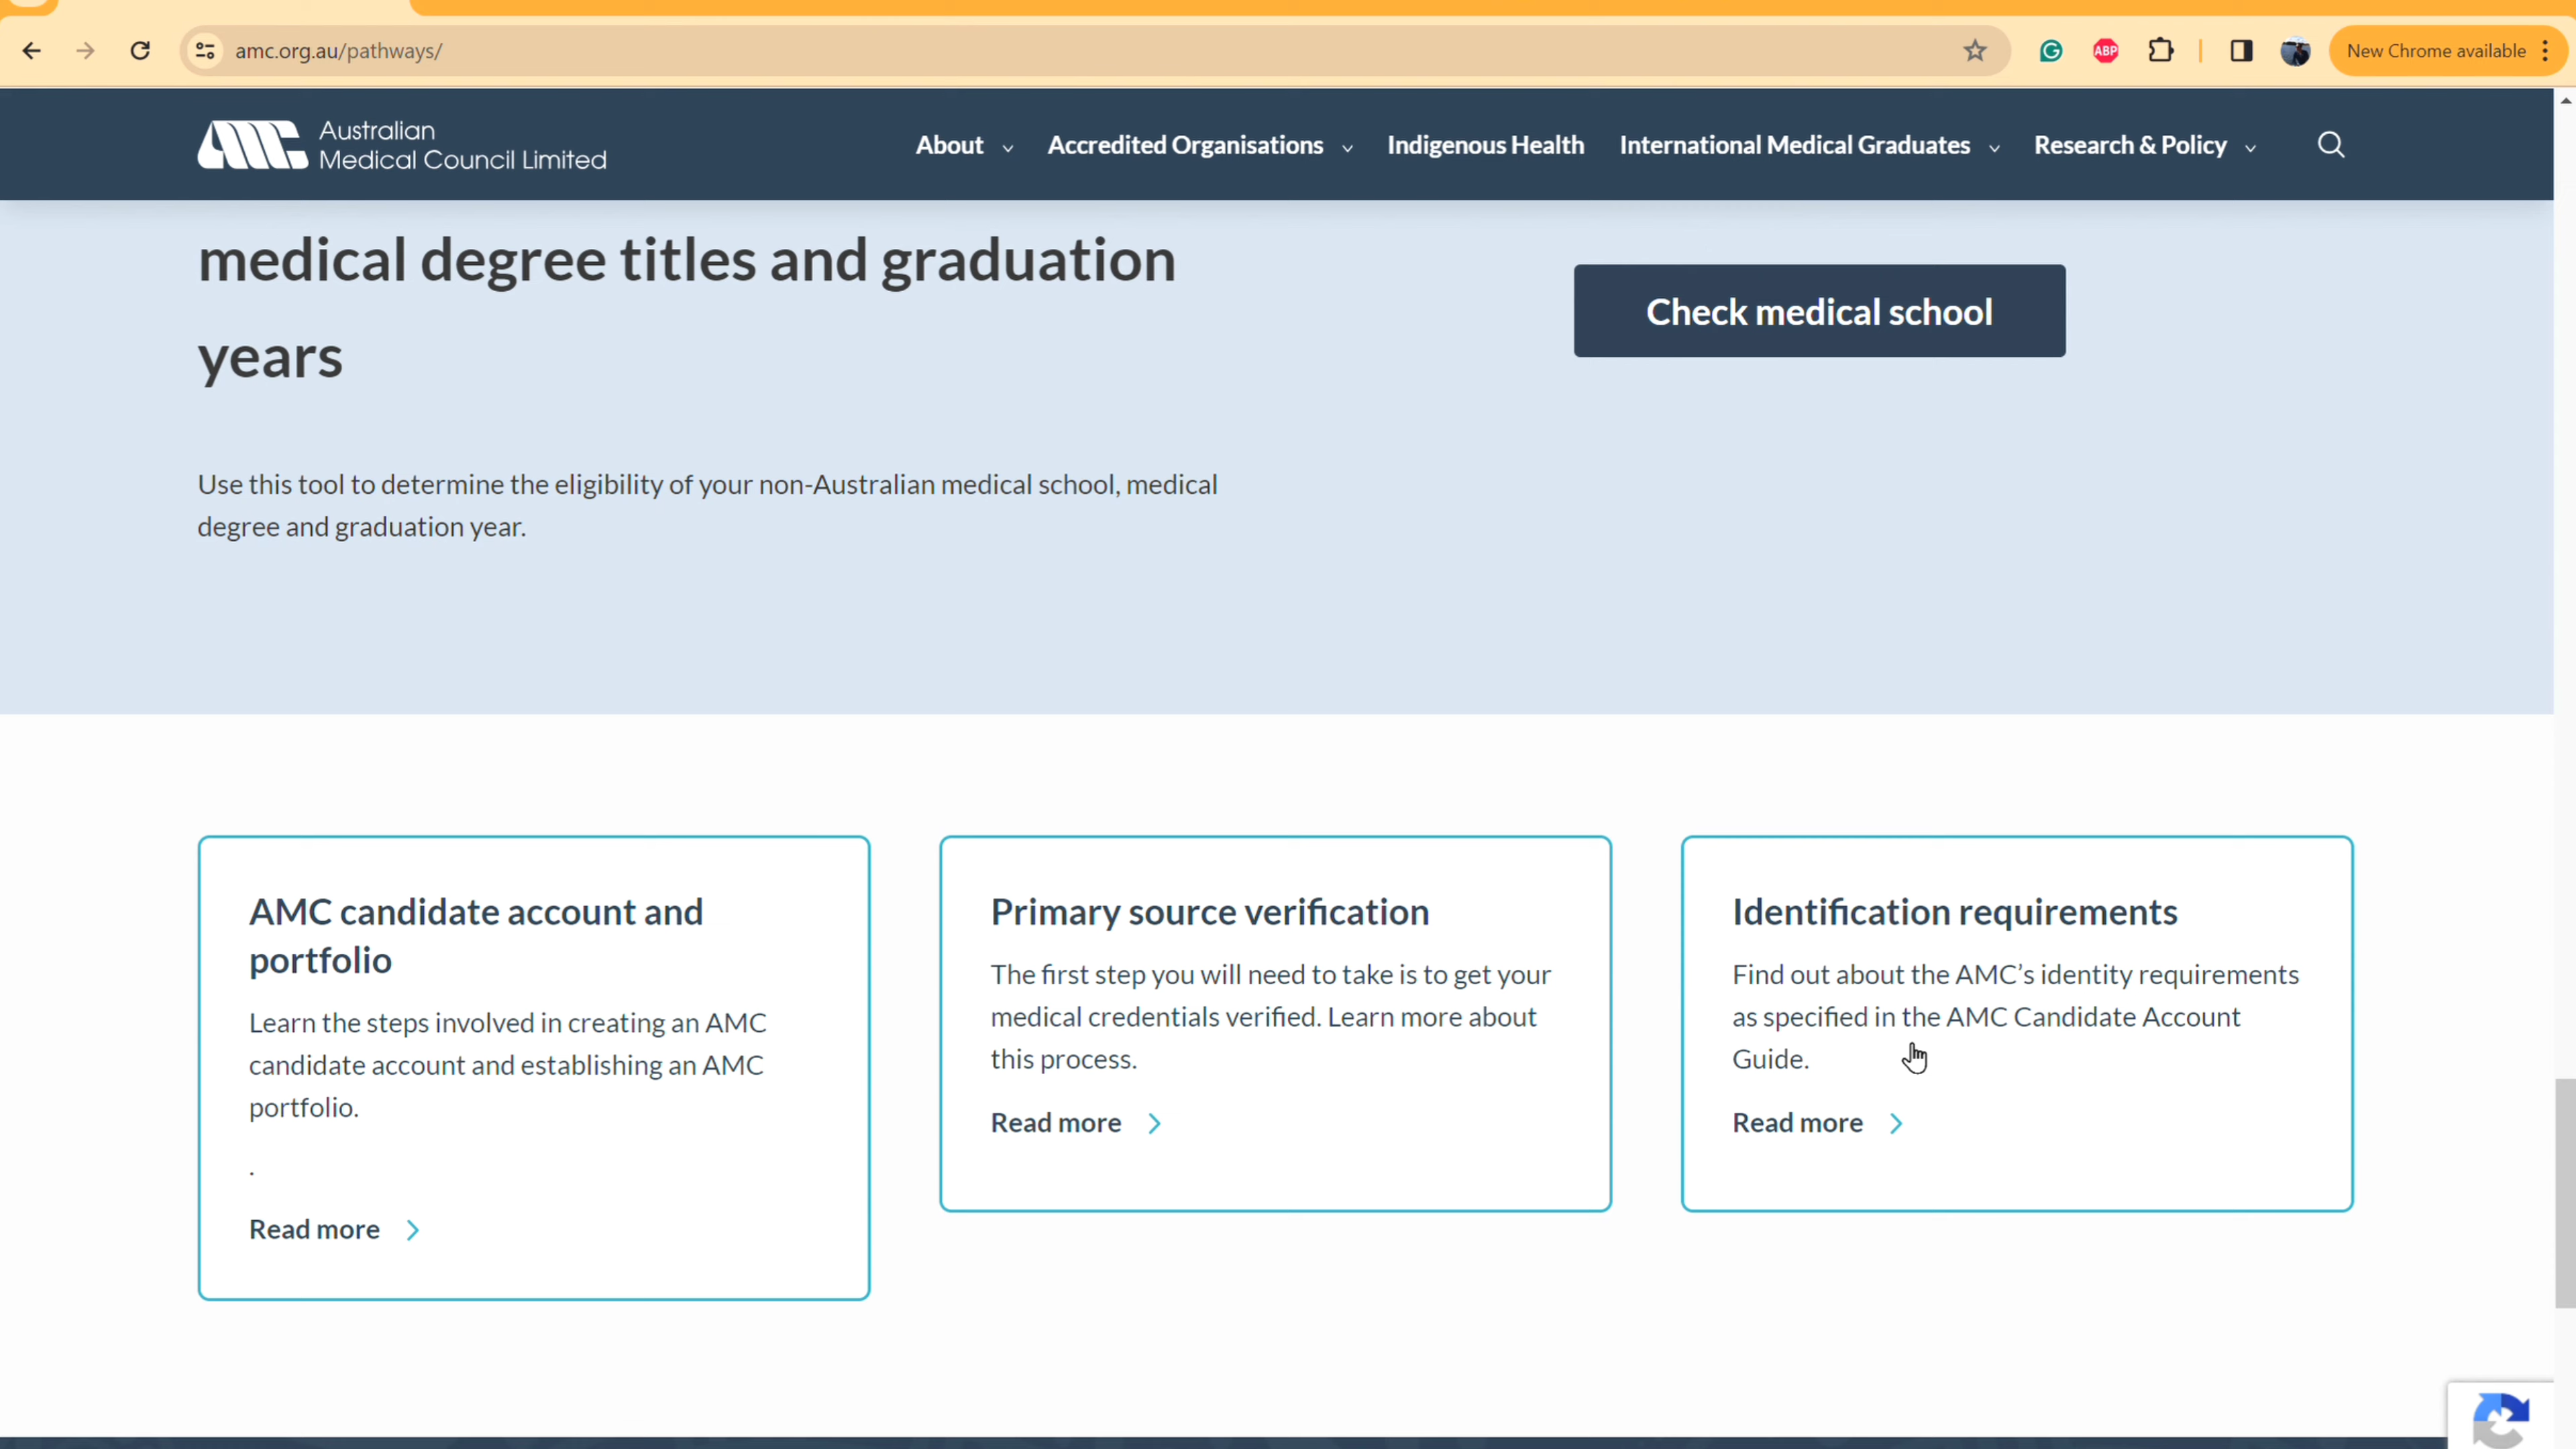 amc.org.au/pathways/
ABP
New Chrome available
AMC
Australian
Medical Council Limited
About
Accredited Organisations
Indigenous Health
International Medical Graduates
Research & Policy
medical degree titles and graduation
years
Check medical school
Use this tool to determine the eligibility of your non-Australian medical school, medical
degree and graduation year.
AMC candidate account and
portfolio
Learn the steps involved in creating an AMC
candidate account and establishing an AMC
portfolio.
.
Read more
Primary source verification
The first step you will need to take is to get your
medical credentials verified. Learn more about
this process.
Read more
Identification requirements
Find out about the AMC’s identity requirements
as specified in the AMC Candidate Account
Guide.
Read more